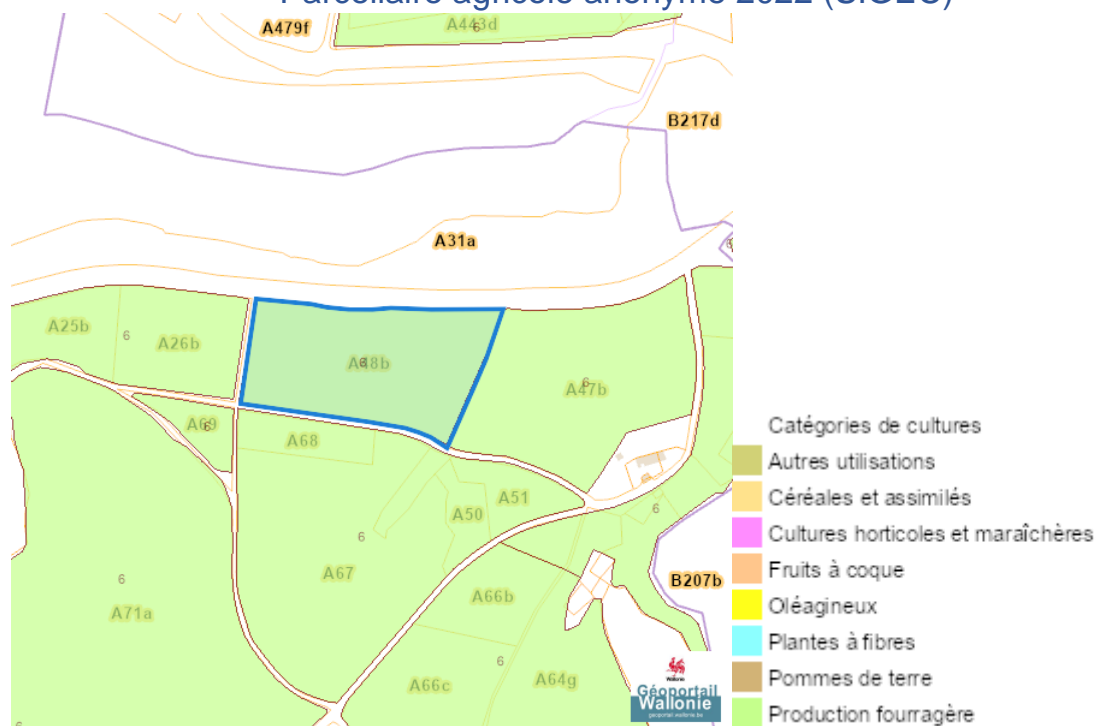 Parcellaire agricole anonyme 2022 (SIGEC)
A479f
A443d
6
B217d
A31a
6
A25b
6
A26b
A48b
6
A47b
6
A69
6
A68
A51
A50
6
6
A67
6
A71a
B207b
A66b
6
A66c
A64g
Wallonie
Géoportail
Wallonie
geoportail.wallonie.be
Catégories de cultures
Autres utilisations
Céréales et assimilés
Cultures horticoles et maraîchères
Fruits à coque
Oléagineux
Plantes à fibres
Pommes de terre
Production fourragère